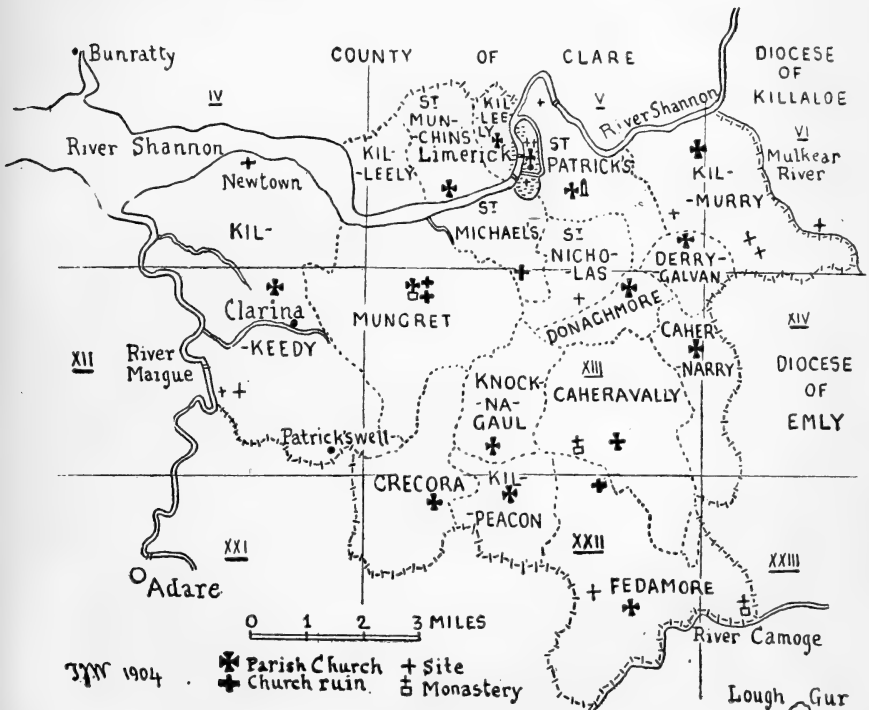 Bunratty
COUNTY OF CLARE
DIOCESE
OF
KILLALOE
IV
V
VI
River Shannon
River Shannon
Mulkear
River
Newtown
ST
MUN-
CHINS
KIL-
LEE-
LY
KIL-
-LEELY
Limerick
ST
PATRICK'S
KIL-
-MURRY
ST
MICHAEL'S
ST
NICHO-
LAS
DERRY-
GALVAN
KIL-
-KEEDY
Clarina
MUNGRET
DONAGHMORE
CAHER
NARRY
XII
River
Maigue
XIII
XIV
DIOCESE
OF
EMLY
KNOCK-
-NA-
GAUL
CAHERAVALLY
Patrickswell
CRECORA
KIL-
-PEACON
XXI
XXII
XXIII
Adare
FEDAMORE
River Camoge
0 1 2 3 MILES
TJW 1904
Parish Church
Site
Church ruin
Monastery
Lough Gur